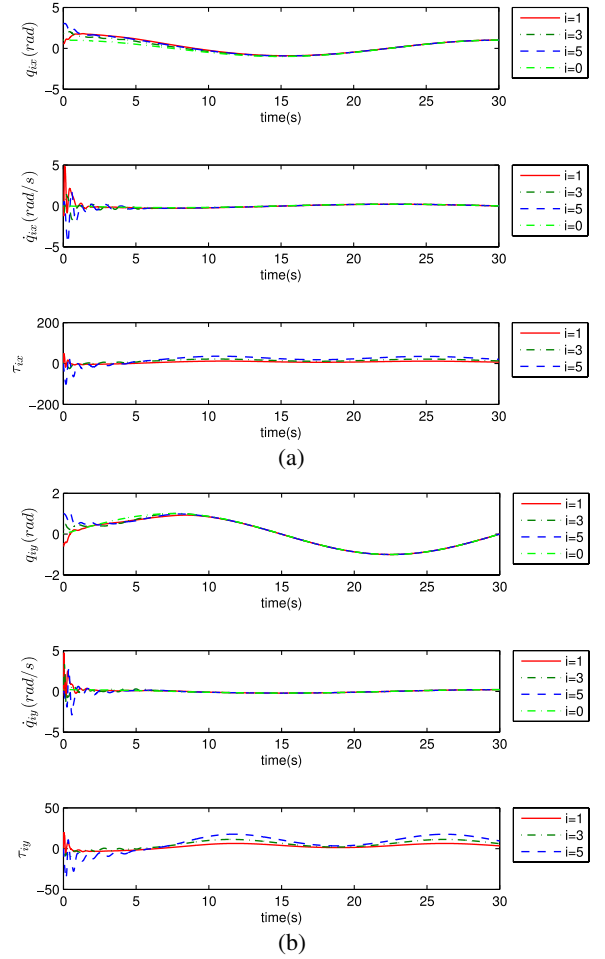 5
0
−5
q_{ix}(rad)
0 5 10 15 20 25 30
time(s)
i=1
i=3
i=5
i=0
5
0
−5
\dot{q}_{ix}(rad/s)
0 5 10 15 20 25 30
time(s)
i=1
i=3
i=5
i=0
200
0
−200
τ_{ix}
0 5 10 15 20 25 30
time(s)
i=1
i=3
i=5
(a)
2
0
−2
q_{iy}(rad)
0 5 10 15 20 25 30
time(s)
i=1
i=3
i=5
i=0
5
0
−5
\dot{q}_{iy}(rad/s)
0 5 10 15 20 25 30
time(s)
i=1
i=3
i=5
i=0
50
0
−50
τ_{iy}
0 5 10 15 20 25 30
time(s)
i=1
i=3
i=5
(b)